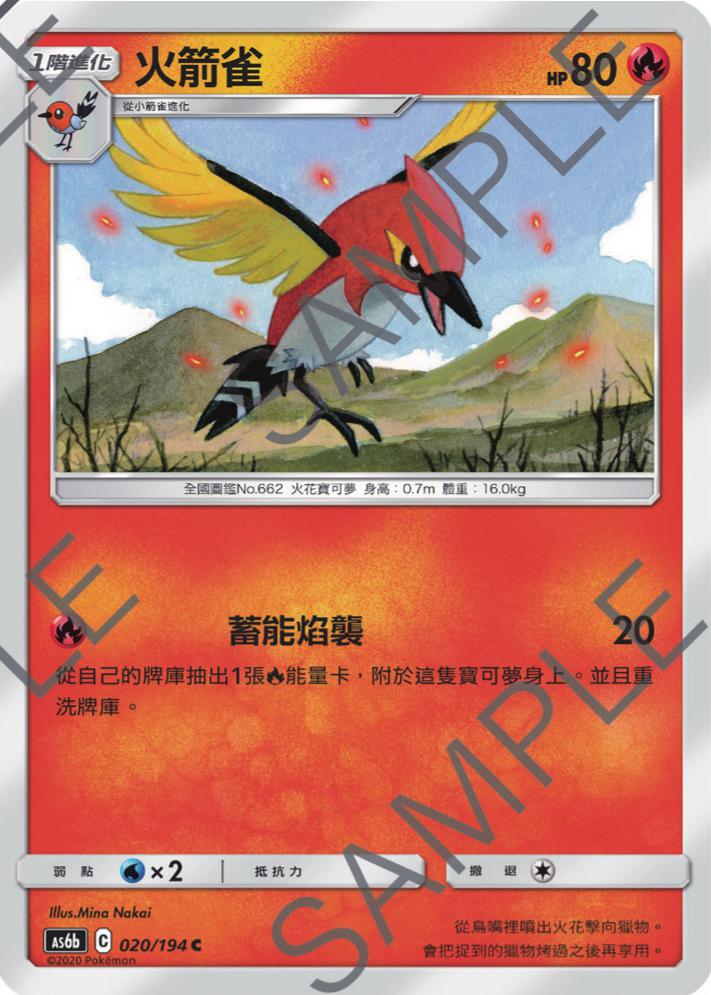 1階進化 火箭雀 HP 80
從小箭雀進化
全國圖鑑No.662 火花寶可夢 身高：0.7m 體重：16.0kg
蓄能焰襲 20
從自己的牌庫抽出1張能量卡，附於這隻寶可夢身上。並且重
洗牌庫。
弱點 ×2 抵抗力 撤退
Illus.Mina Nakai
AS6b C 020/194 C
©2020 Pokémon
從鳥嘴裡噴出火花擊向獵物。
會把捉到的獵物烤過之後再享用。
SAMPLE
SAMPLE